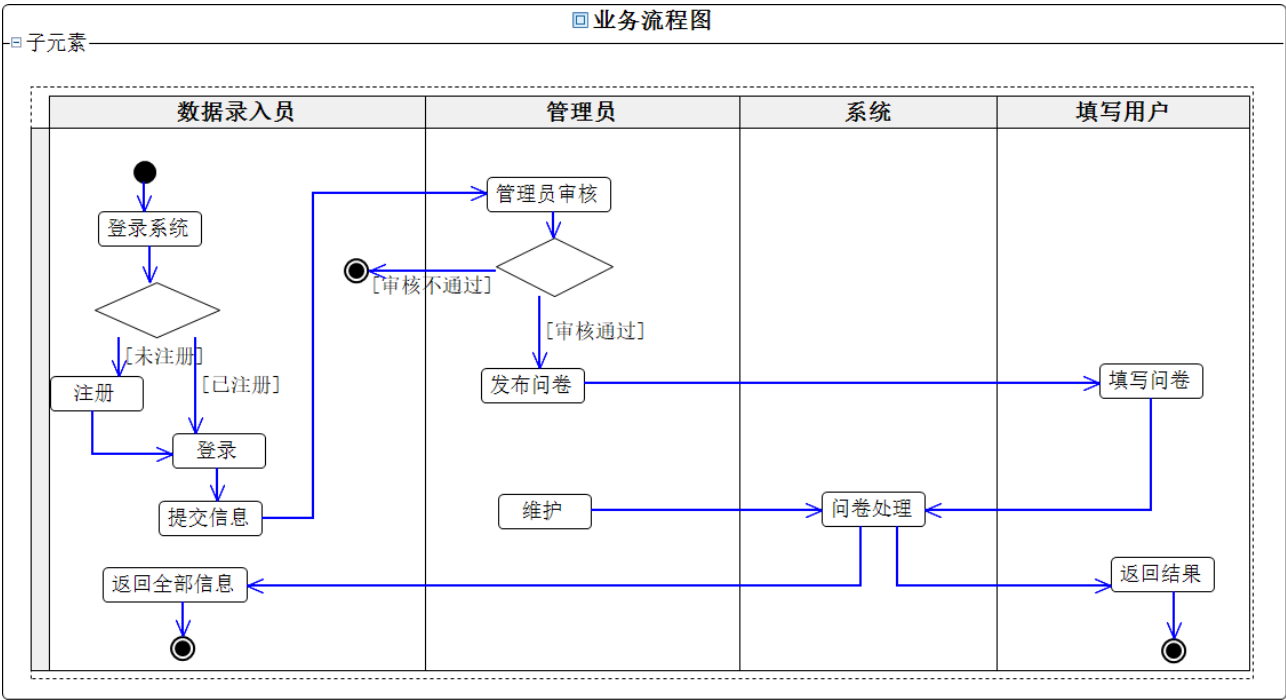 业务流程图
子元素
数据录入员
管理员
系统
填写用户
管理员审核
登录系统
[审核不通过]
[审核通过]
[未注册]
[已注册]
注册
发布问卷
填写问卷
登录
提交信息
维护
问卷处理
返回全部信息
返回结果